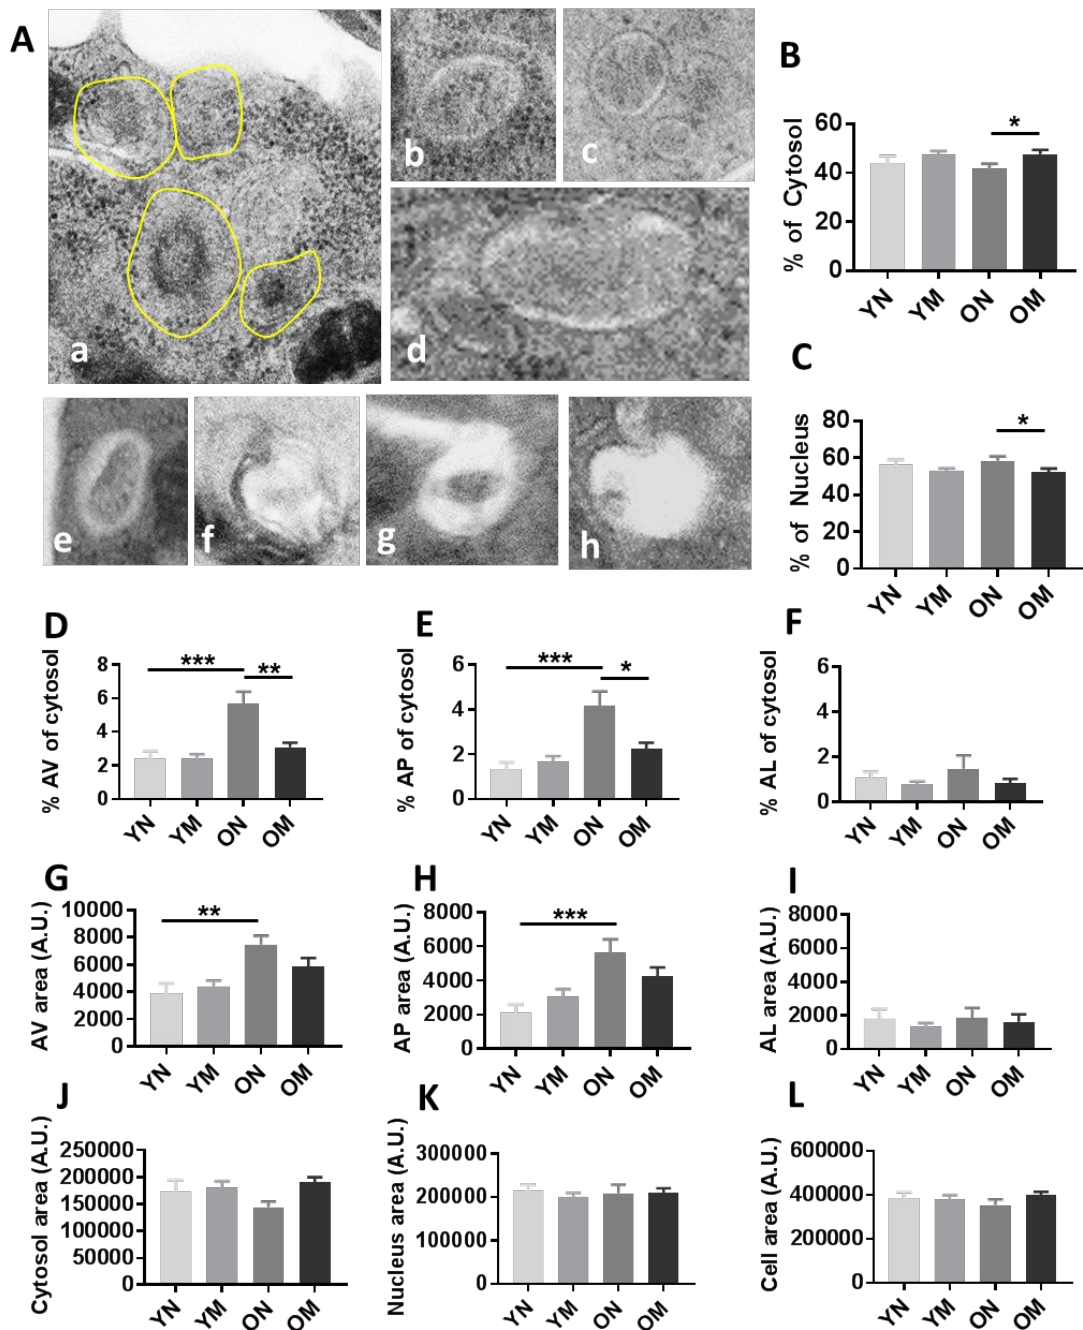 A
a
b
c
d
e
f
g
h
B
% of Cytosol
60
40
20
0
*
YN YM ON OM
C
% of Nucleus
80
60
40
20
0
*
YN YM ON OM
D
% AV of cytosol
8
6
4
2
0
*** **
YN YM ON OM
E
% AP of cytosol
6
4
2
0
*** *
YN YM ON OM
F
% AL of cytosol
6
4
2
0
YN YM ON OM
G
AV area (A.U.)
10000
8000
6000
4000
2000
0
**
YN YM ON OM
H
AP area (A.U.)
8000
6000
4000
2000
0
***
YN YM ON OM
I
AL area (A.U.)
8000
6000
4000
2000
0
YN YM ON OM
J
Cytosol area (A.U.)
250000
200000
150000
100000
50000
0
YN YM ON OM
K
Nucleus area (A.U.)
300000
200000
100000
0
YN YM ON OM
L
Cell area (A.U.)
600000
400000
200000
0
YN YM ON OM